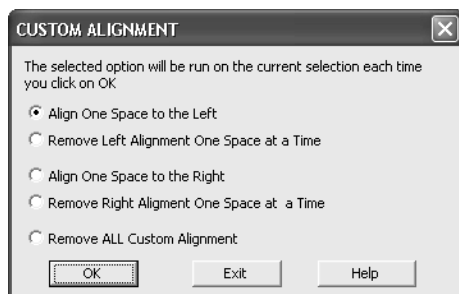 CUSTOM ALIGNMENT
The selected option will be run on the current selection each time
you click on OK
Align One Space to the Left
Remove Left Alignment One Space at a Time
Align One Space to the Right
Remove Right Aligment One Space at a Time
Remove ALL Custom Alignment
OK Exit Help